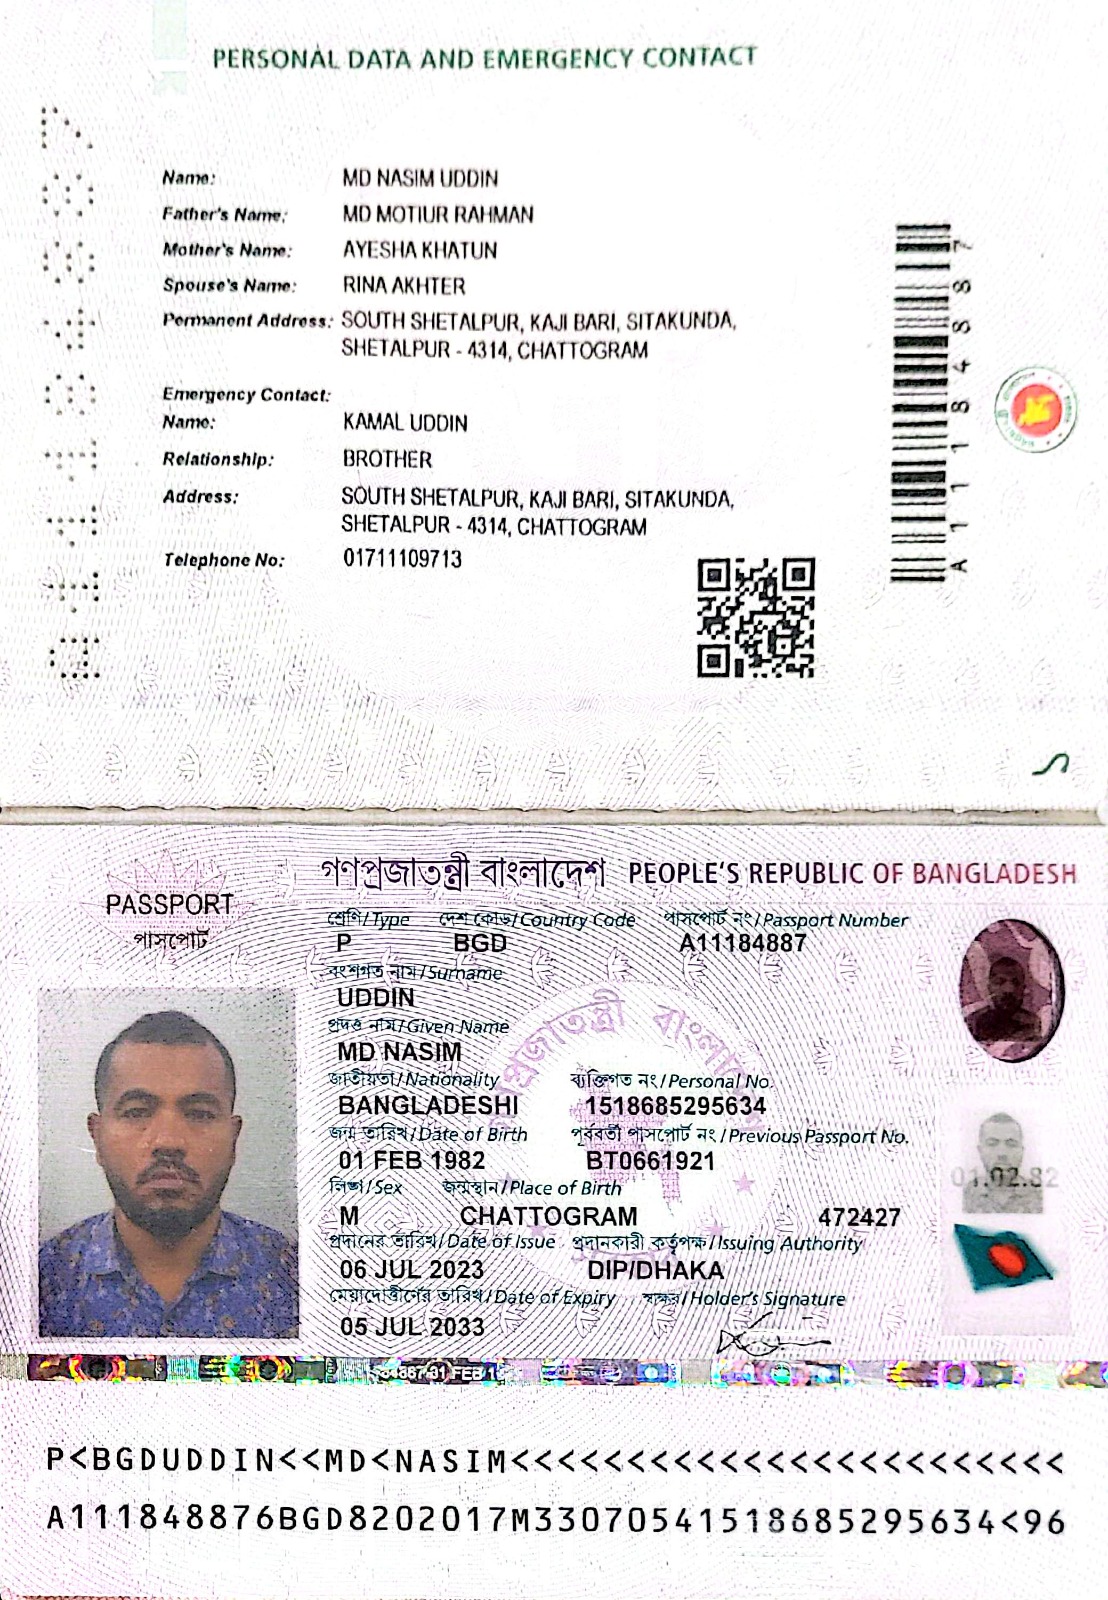 PERSONAL DATA AND EMERGENCY CONTACT
Name: MD NASIM UDDIN
Father's Name: MD MOTIUR RAHMAN
Mother's Name: AYESHA KHATUN
Spouse's Name: RINA AKHTER
Permanent Address: SOUTH SHETALPUR, KAJI BARI, SITAKUNDA,
SHETALPUR - 4314, CHATTOGRAM
Emergency Contact:
Name: KAMAL UDDIN
Relationship: BROTHER
Address: SOUTH SHETALPUR, KAJI BARI, SITAKUNDA,
SHETALPUR - 4314, CHATTOGRAM
Telephone No: 01711109713
A11184887
গণপ্রজাতন্ত্রী বাংলাদেশ PEOPLE'S REPUBLIC OF BANGLADESH
PASSPORT
পাসপোর্ট
শ্রেণি/Type দেশ কোড/Country Code পাসপোর্ট নং/Passport Number
P BGD A11184887
বংশগত নাম/Surname
UDDIN
প্রদত্ত নাম/Given Name
MD NASIM
জাতীয়তা/Nationality ব্যক্তিগত নং/Personal No.
BANGLADESHI 1518685295634
জন্ম তারিখ/Date of Birth পূর্ববর্তী পাসপোর্ট নং/Previous Passport No.
01 FEB 1982 BT0661921
লিঙ্গ/Sex জন্মস্থান/Place of Birth
M CHATTOGRAM 472427
প্রদানের তারিখ/Date of Issue প্রদানকারী কর্তৃপক্ষ/Issuing Authority
06 JUL 2023 DIP/DHAKA
মেয়াদোত্তীর্ণের তারিখ/Date of Expiry স্বাক্ষর/Holder's Signature
05 JUL 2033
01.02.82
P<BGDUDDIN<<MD<NASIM<<<<<<<<<<<<<<<<<<<<<<<<
A111848876BGD8202017M33070541518685295634<96